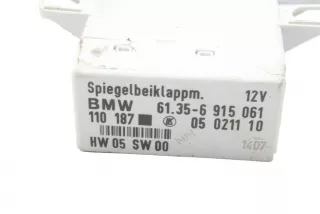 Spiegelbeiklappm. 12V
BMW 61.35-6 915 061
110 187 05 0211 10
HW 05 SW 00 1407